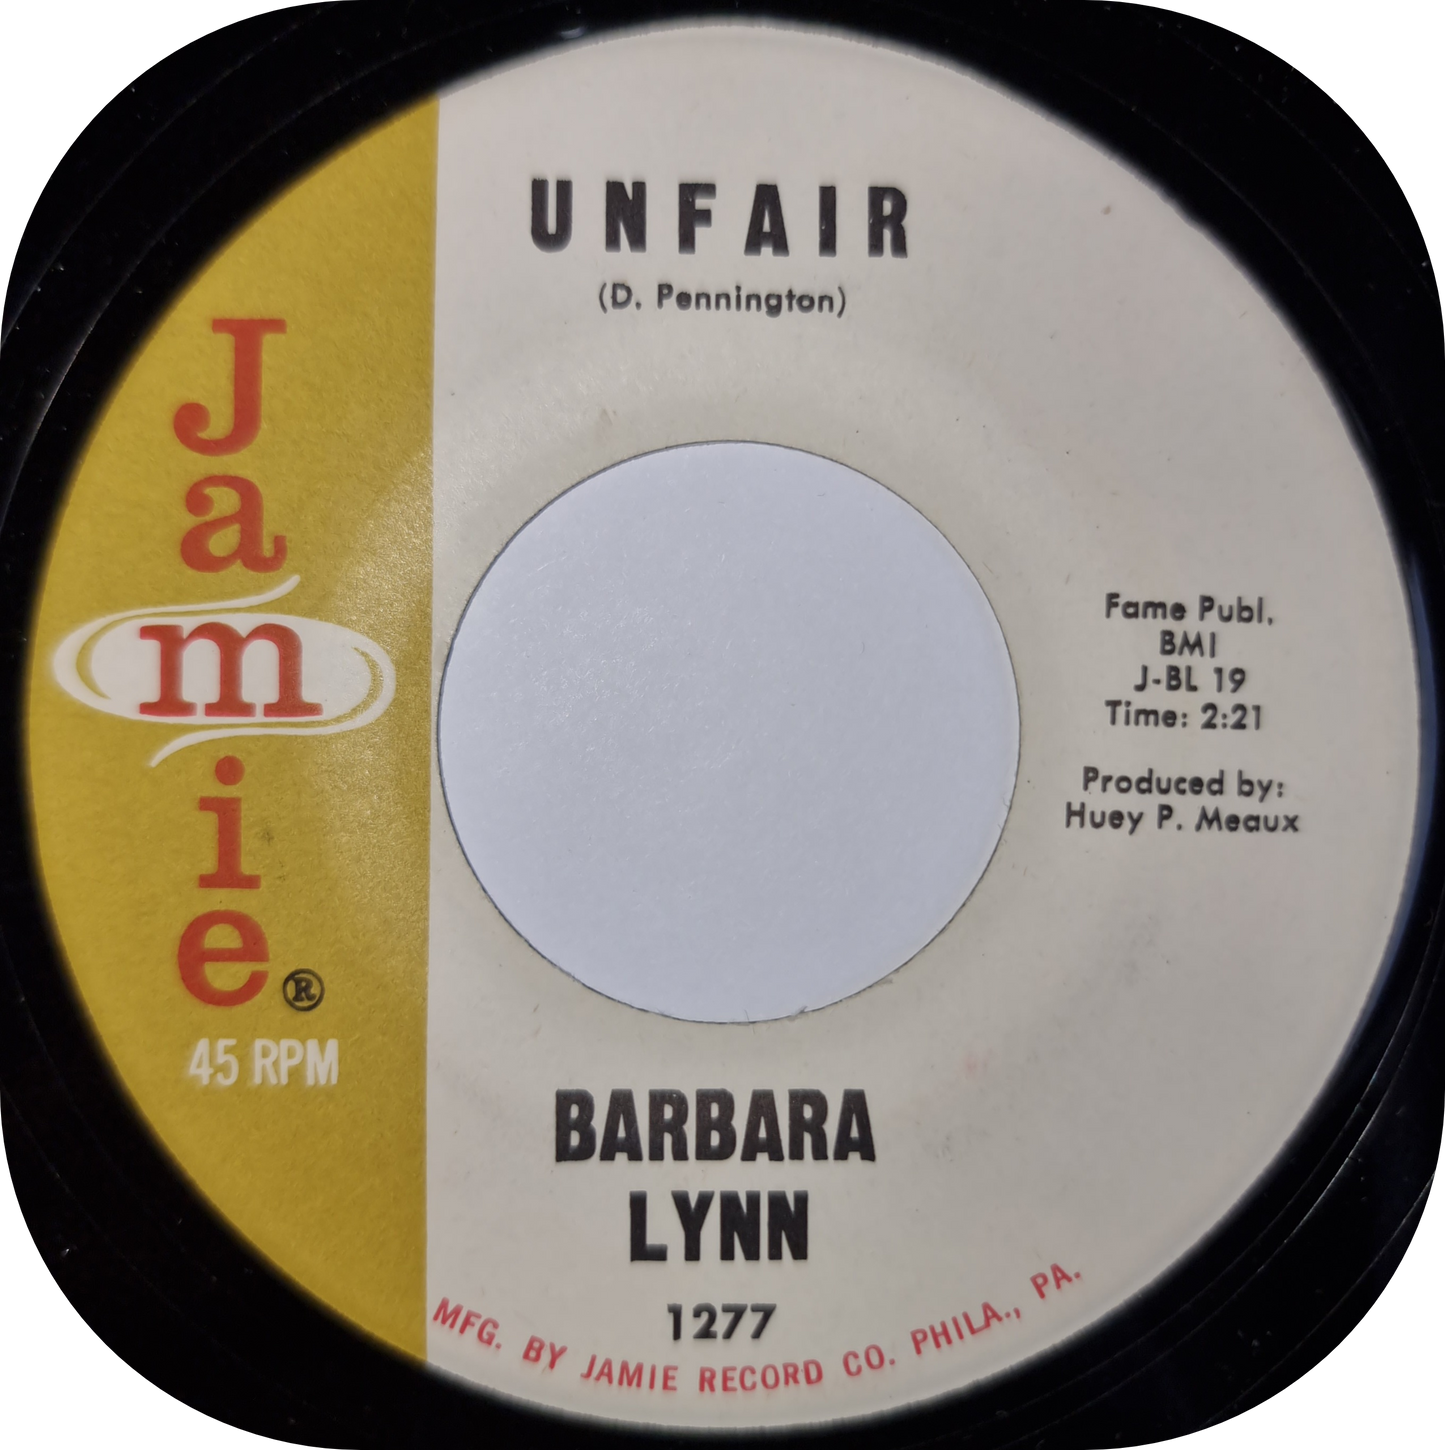 UNFAIR
(D. Pennington)
Jamie®
45 RPM
Fame Publ.
BMI
J-BL 19
Time: 2:21
Produced by:
Huey P. Meaux
BARBARA
LYNN
1277
MFG. BY JAMIE RECORD CO. PHILA., PA.